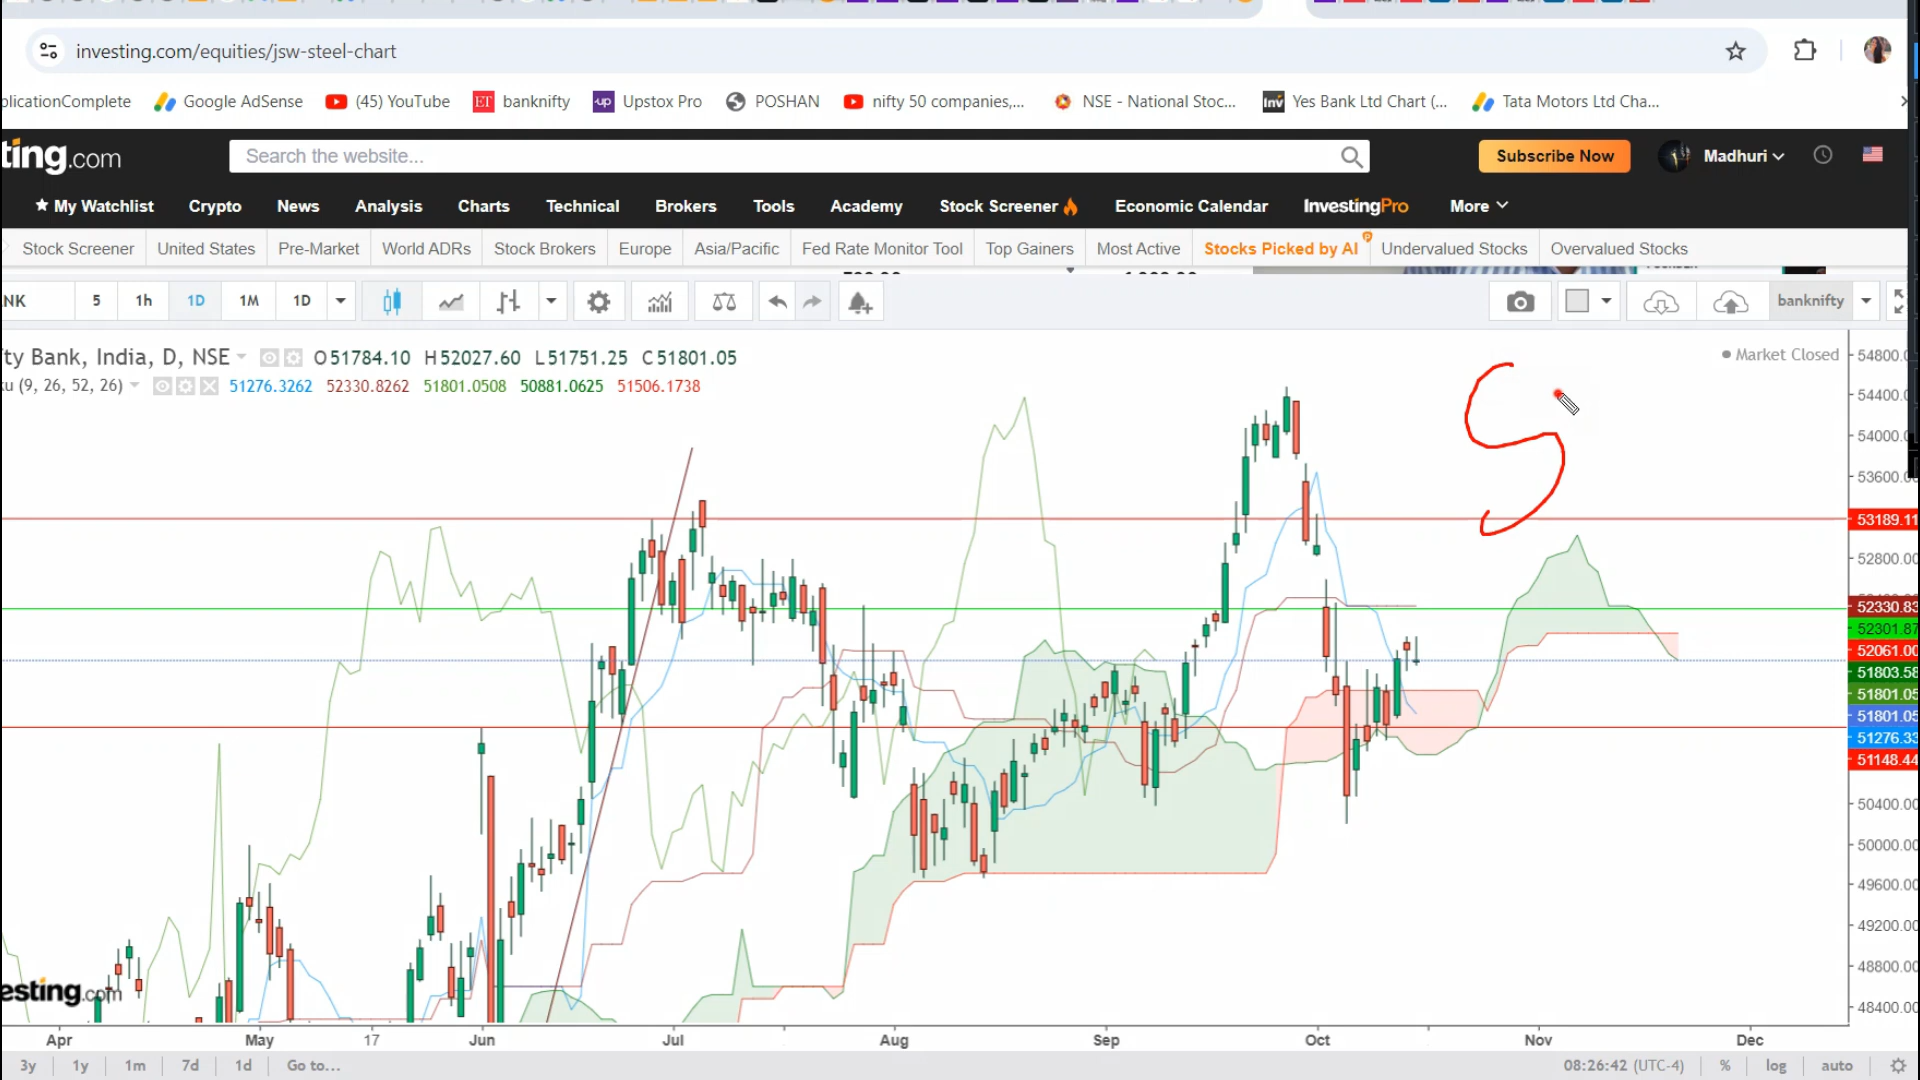 investing.com/equities/jsw-steel-chart
plicationComplete Google AdSense (45) YouTube ET banknifty up Upstox Pro POSHAN nifty 50 companies,... NSE - National Stoc... Inv Yes Bank Ltd Chart (... Tata Motors Ltd Cha...
ting.com Search the website... Subscribe Now Madhuri
My Watchlist Crypto News Analysis Charts Technical Brokers Tools Academy Stock Screener Economic Calendar InvestingPro More
Stock Screener United States Pre-Market World ADRs Stock Brokers Europe Asia/Pacific Fed Rate Monitor Tool Top Gainers Most Active Stocks Picked by AI Undervalued Stocks Overvalued Stocks
NK 5 1h 1D 1M 1D banknifty
ty Bank, India, D, NSE O51784.10 H52027.60 L51751.25 C51801.05 Market Closed
u (9, 26, 52, 26) 51276.3262 52330.8262 51801.0508 50881.0625 51506.1738
S
54800.0
54400.0
54000.0
53600.0
53189.11
52800.0
52330.83
52301.87
52061.00
51803.58
51801.05
51801.05
51276.33
51148.44
50400.00
50000.00
49600.00
49200.00
48800.00
48400.00
esting.com
Apr May 17 Jun Jul Aug Sep Oct Nov Dec
3y 1y 1m 7d 1d Go to... 08:26:42 (UTC-4) % log auto